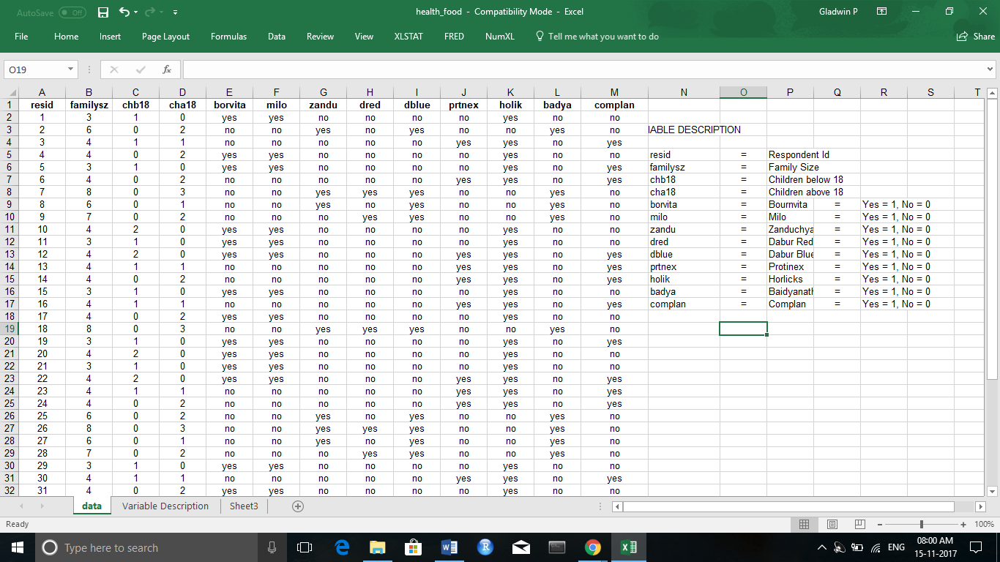 AutoSave Off health_food - Compatibility Mode - Excel Gladwin P
File Home Insert Page Layout Formulas Data Review View XLSTAT FRED NumXL Tell me what you want to do Share
O19 fx
A B C D E F G H I J K L M N O P Q R S T
1 resid familysz chb18 cha18 borvita milo zandu dred dblue prtnex holik badya complan
2 1 3 1 0 yes yes no no no no yes no no
3 2 6 0 2 no no yes no yes no no yes no IABLE DESCRIPTION
4 3 4 1 1 no no no no no yes yes no yes
5 4 4 0 2 yes yes no no no no yes no no resid = Respondent Id
6 5 3 1 0 yes yes no no no no yes no yes familysz = Family Size
7 6 4 0 2 no no no no no yes yes no yes chb18 = Children below 18
8 7 8 0 3 no no yes yes yes no no yes no cha18 = Children above 18
9 8 6 0 1 no no yes no yes no no yes no borvita = Bournvita = Yes = 1, No = 0
10 9 7 0 2 no no no yes yes no no yes no milo = Milo = Yes = 1, No = 0
11 10 4 2 0 yes yes no no no no yes no no zandu = Zanduchya = Yes = 1, No = 0
12 11 3 1 0 yes yes no no no no yes no no dred = Dabur Red = Yes = 1, No = 0
13 12 4 2 0 yes yes no no no yes yes no yes dblue = Dabur Blue = Yes = 1, No = 0
14 13 4 1 1 no no no no no yes yes no yes prtnex = Protinex = Yes = 1, No = 0
15 14 4 0 2 no no no no no yes yes no yes holik = Horlicks = Yes = 1, No = 0
16 15 3 1 0 yes yes no no no no yes no yes badya = Baidyanath = Yes = 1, No = 0
17 16 4 1 1 no no no no no yes yes no yes complan = Complan = Yes = 1, No = 0
18 17 4 0 2 yes yes no no no no yes no no
19 18 8 0 3 no no yes yes yes no no yes no
20 19 3 1 0 yes yes no no no no yes no yes
21 20 4 2 0 yes yes no no no no yes no no
22 21 3 1 0 yes yes no no no no yes no no
23 22 4 2 0 yes yes no no no yes yes no yes
24 23 4 1 1 no no no no no yes yes no yes
25 24 4 0 2 no no no no no yes yes no yes
26 25 6 0 2 no no yes no yes no no yes no
27 26 8 0 3 no no yes yes yes no no yes no
28 27 6 0 1 no no yes no yes no no yes no
29 28 7 0 2 no no no yes yes no no yes no
30 29 3 1 0 yes yes no no no no yes no no
31 30 4 1 1 no no no no no yes yes no yes
32 31 4 0 2 yes yes no no no no yes no no
data Variable Description Sheet3
Ready 100%
Type here to search ENG 08:00 AM
15-11-2017